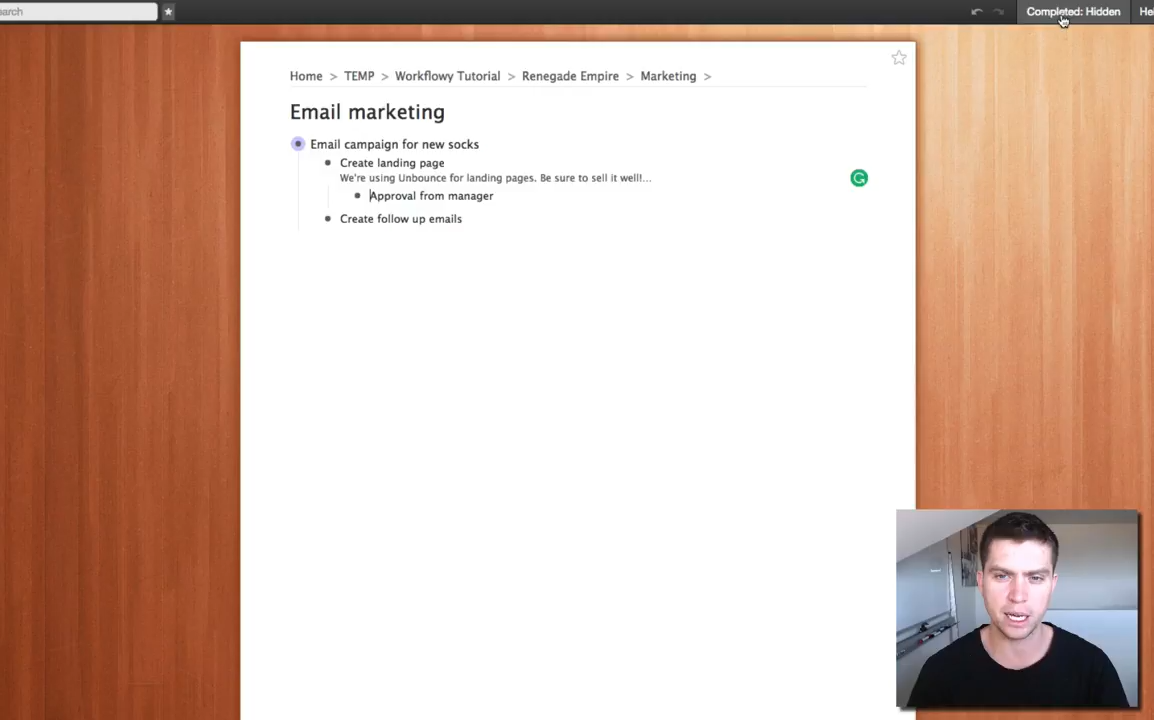 earch ★ Completed: Hidden Hel
Home > TEMP > Workflowy Tutorial > Renegade Empire > Marketing >
Email marketing
Email campaign for new socks
Create landing page
We're using Unbounce for landing pages. Be sure to sell it well!...
Approval from manager
Create follow up emails